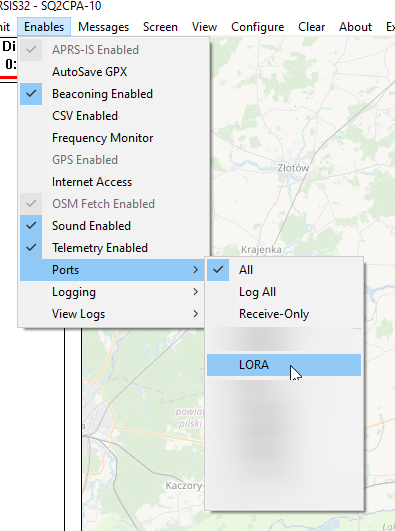 RSIS32 - SQ2CPA-10
nit Enables Messages Screen View Configure Clear About Ex
Di
0:
APRS-IS Enabled
AutoSave GPX
Beaconing Enabled
CSV Enabled
Frequency Monitor
GPS Enabled
Internet Access
OSM Fetch Enabled
Sound Enabled
Telemetry Enabled
Ports
Logging
View Logs
All
Log All
Receive-Only
LORA
Złotów
Krajenka
powia
pilski
Kaczory